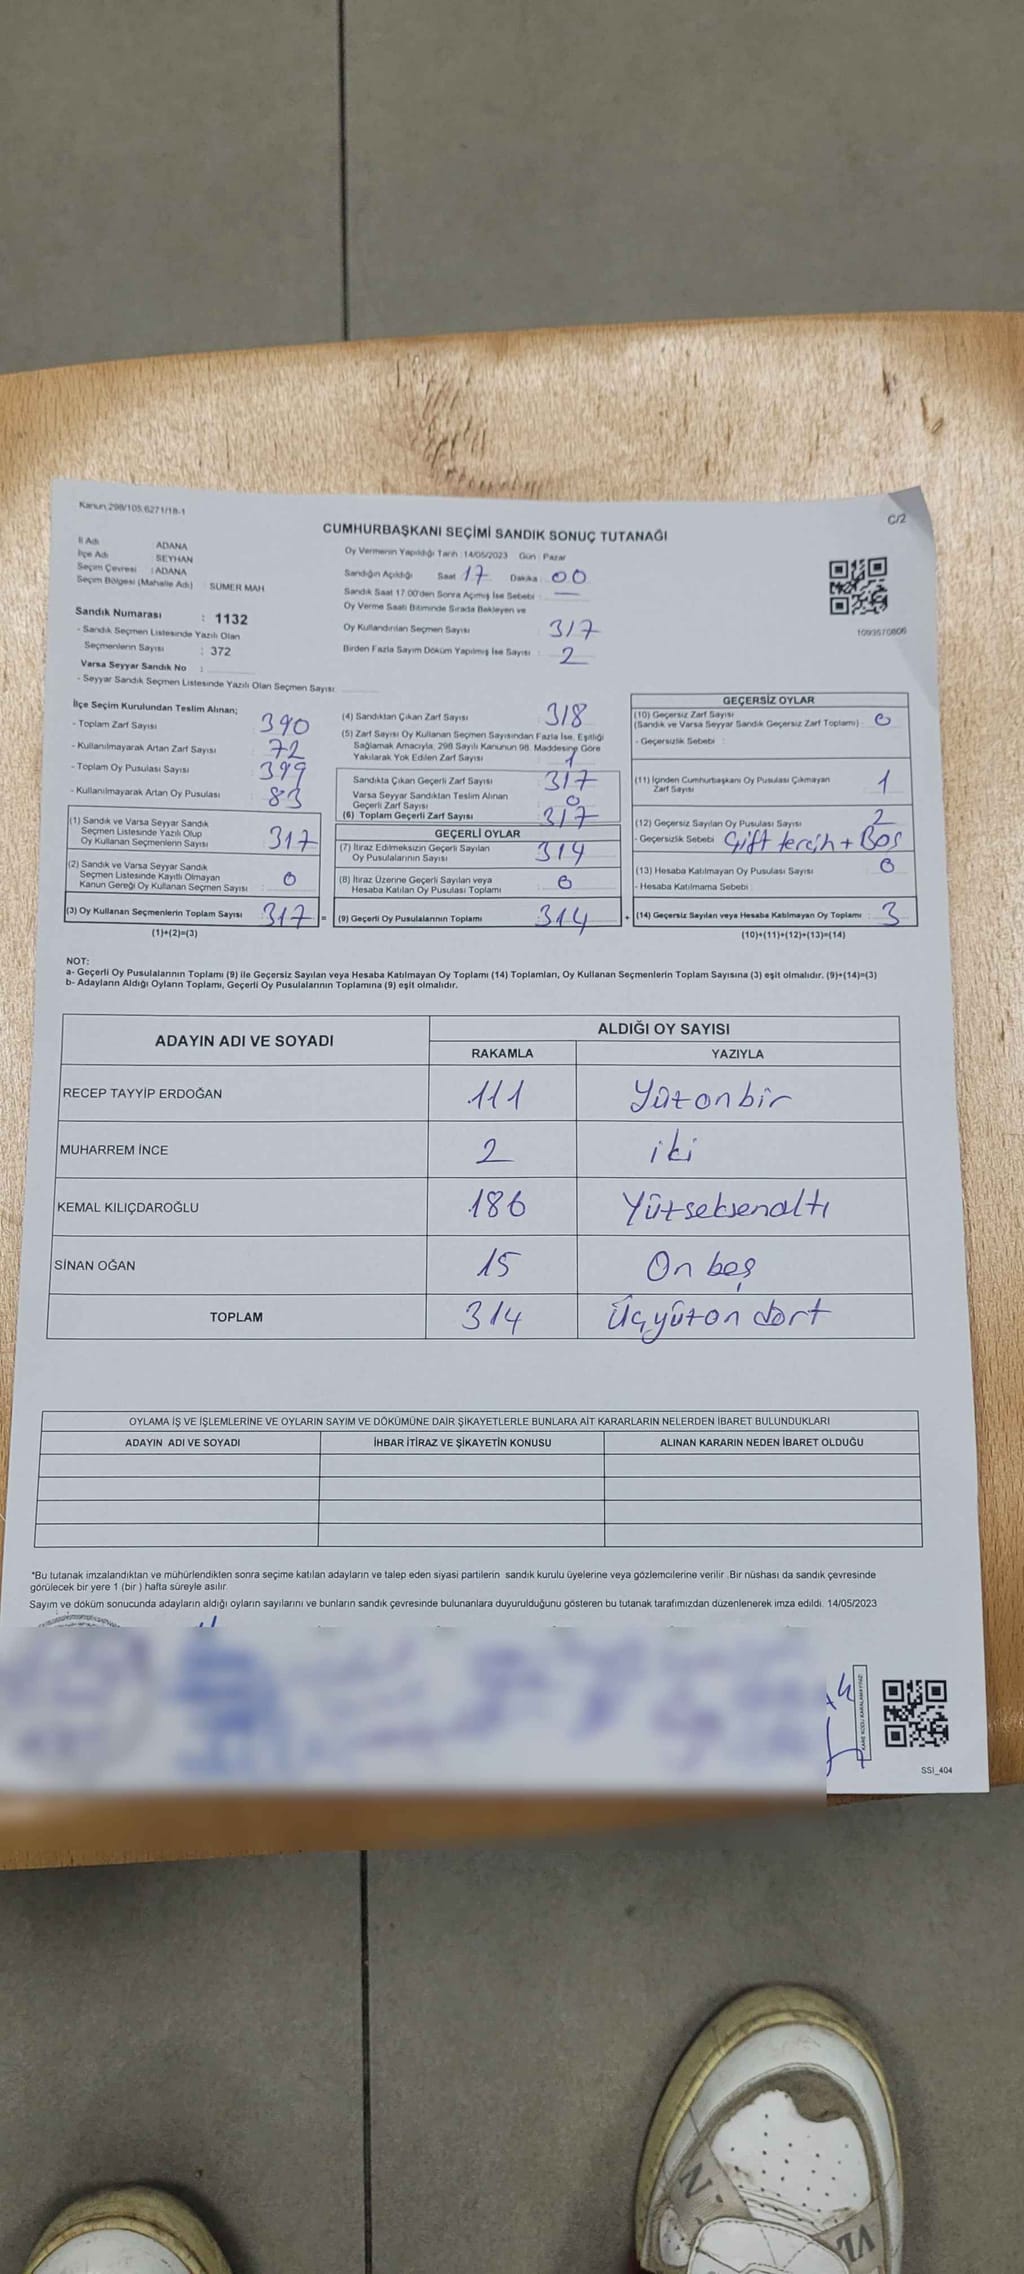 Kanun:298/105,6271/18-1
C/2
CUMHURBAŞKANI SEÇİMİ SANDIK SONUÇ TUTANAĞI
İl Adı : ADANA
İlçe Adı : SEYHAN
Seçim Çevresi : ADANA
Seçim Bölgesi (Mahalle Adı) : SÜMER MAH
Sandık Numarası : 1132
- Sandık Seçmen Listesinde Yazılı Olan
Seçmenlerin Sayısı : 372
Varsa Seyyar Sandık No :
- Seyyar Sandık Seçmen Listesinde Yazılı Olan Seçmen Sayısı:
Oy Vermenin Yapıldığı Tarih :14/05/2023 Gün : Pazar
Sandığın Açıldığı Saat : 17 Dakika : 00
Sandık Saat 17.00'den Sonra Açımış İse Sebebi : —
Oy Verme Saati Bitiminde Sırada Bekleyen ve
Oy Kullandırılan Seçmen Sayısı : 317
Birden Fazla Sayım Döküm Yapılmış İse Sayısı : 2
1093570806
İlçe Seçim Kurulundan Teslim Alınan;
- Toplam Zarf Sayısı 390
- Kullanılmayarak Artan Zarf Sayısı 72
- Toplam Oy Pusulası Sayısı 399
- Kullanılmayarak Artan Oy Pusulası 83
(1) Sandık ve Varsa Seyyar Sandık
Seçmen Listesinde Yazılı Olup
Oy Kullanan Seçmenlerin Sayısı : 317
(2) Sandık ve Varsa Seyyar Sandık
Seçmen Listesinde Kayıtlı Olmayan
Kanun Gereği Oy Kullanan Seçmen Sayısı : 0
(3) Oy Kullanan Seçmenlerin Toplam Sayısı : 317 =
(1)+(2)=(3)
(4) Sandıktan Çıkan Zarf Sayısı 318
(5) Zarf Sayısı Oy Kullanan Seçmen Sayısından Fazla İse, Eşitliği
Sağlamak Amacıyla, 298 Sayılı Kanunun 98. Maddesine Göre
Yakılarak Yok Edilen Zarf Sayısı 1
Sandıkta Çıkan Geçerli Zarf Sayısı 317
Varsa Seyyar Sandıktan Teslim Alınan
Geçerli Zarf Sayısı 0
(6) Toplam Geçerli Zarf Sayısı 317
GEÇERLİ OYLAR
(7) İtiraz Edilmeksizin Geçerli Sayılan
Oy Pusulalarının Sayısı 314
(8) İtiraz Üzerine Geçerli Sayılan veya
Hesaba Katılan Oy Pusulası Toplamı 0
(9) Geçerli Oy Pusulalarının Toplamı 314 +
GEÇERSİZ OYLAR
(10) Geçersiz Zarf Sayısı
(Sandık ve Varsa Seyyar Sandık Geçersiz Zarf Toplamı) : 0
- Geçersizlik Sebebi :
(11) İçinden Cumhurbaşkanı Oy Pusulası Çıkmayan
Zarf Sayısı 1
(12) Geçersiz Sayılan Oy Pusulası Sayısı 2
- Geçersizlik Sebebi : Çift tercih + Boş
(13) Hesaba Katılmayan Oy Pusulası Sayısı 0
- Hesaba Katılmama Sebebi :
(14) Geçersiz Sayılan veya Hesaba Katılmayan Oy Toplamı : 3
(10)+(11)+(12)+(13)=(14)
NOT:
a- Geçerli Oy Pusulalarının Toplamı (9) ile Geçersiz Sayılan veya Hesaba Katılmayan Oy Toplamı (14) Toplamları, Oy Kullanan Seçmenlerin Toplam Sayısına (3) eşit olmalıdır. (9)+(14)=(3)
b- Adayların Aldığı Oyların Toplamı, Geçerli Oy Pusulalarının Toplamına (9) eşit olmalıdır.
ADAYIN ADI VE SOYADI ALDIĞI OY SAYISI
RAKAMLA YAZIYLA
RECEP TAYYİP ERDOĞAN 111 Yüzonbir
MUHARREM İNCE 2 iki
KEMAL KILIÇDAROĞLU 186 Yüzseksenaltı
SİNAN OĞAN 15 On beş
TOPLAM 314 Üçyüzon dört
OYLAMA İŞ VE İŞLEMLERİNE VE OYLARIN SAYIM VE DÖKÜMÜNE DAİR ŞİKAYETLERLE BUNLARA AİT KARARLARIN NELERDEN İBARET BULUNDUKLARI
ADAYIN ADI VE SOYADI İHBAR İTİRAZ VE ŞİKAYETİN KONUSU ALINAN KARARIN NEDEN İBARET OLDUĞU
*Bu tutanak imzalandıktan ve mühürlendikten sonra seçime katılan adayların ve talep eden siyasi partilerin sandık kurulu üyelerine veya gözlemcilerine verilir .Bir nüshası da sandık çevresinde
görülecek bir yere 1 (bir ) hafta süreyle asılır.
Sayım ve döküm sonucunda adayların aldığı oyların sayılarını ve bunların sandık çevresinde bulunanlara duyurulduğunu gösteren bu tutanak tarafımızdan düzenlenerek imza edildi. 14/05/2023
KARE KODU KARALAMAYINIZ!
SSİ_404